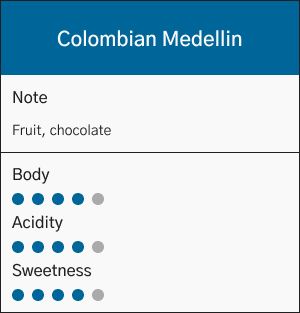 Colombian Medellin
Note
Fruit, chocolate
Body
Acidity
Sweetness